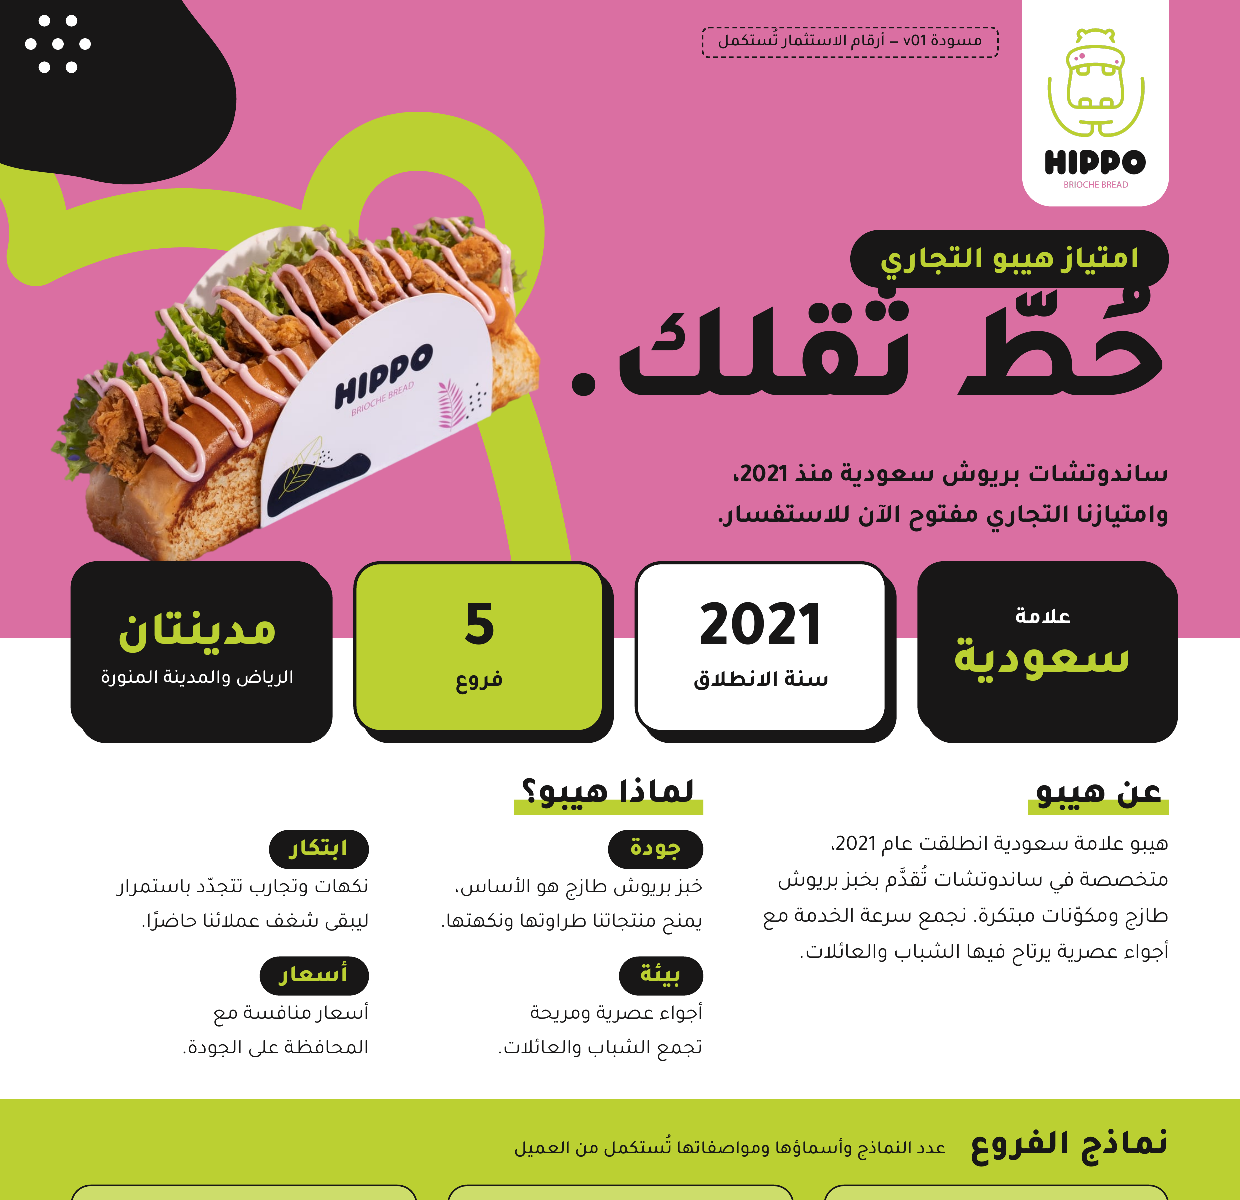 مسودة v01 – أرقام الاستثمار تُستكمل
HIPPO
BRIOCHE BREAD
امتياز هيبو التجاري
حُطّ ثقلك.
HIPPO
BRIOCHE BREAD
ساندوتشات بريوش سعودية منذ 2021،
وامتيازنا التجاري مفتوح الآن للاستفسار.
علامة
سعودية
2021
سنة الانطلاق
5
فروع
مدينتان
الرياض والمدينة المنورة
عن هيبو
هيبو علامة سعودية انطلقت عام 2021،
متخصصة في ساندوتشات تُقدَّم بخبز بريوش
طازج ومكوّنات مبتكرة. نجمع سرعة الخدمة مع
أجواء عصرية يرتاح فيها الشباب والعائلات.
لماذا هيبو؟
جودة
خبز بريوش طازج هو الأساس،
يمنح منتجاتنا طراوتها ونكهتها.
ابتكار
نكهات وتجارب تتجدّد باستمرار
ليبقى شغف عملائنا حاضرًا.
بيئة
أجواء عصرية ومريحة
تجمع الشباب والعائلات.
أسعار
أسعار منافسة مع
المحافظة على الجودة.
نماذج الفروع
عدد النماذج وأسماؤها ومواصفاتها تُستكمل من العميل